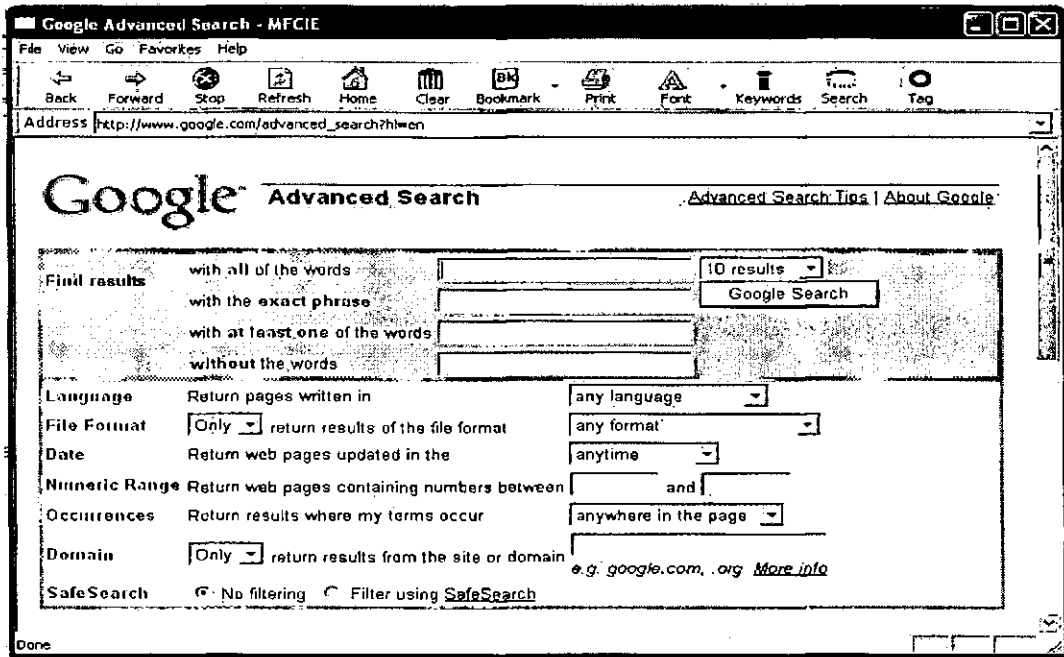 Google Advanced Search - MFCIE
File View Go Favorites Help
Back Forward Stop Refresh Home Clear Bookmark Print Font Keywords Search Tag
Address http://www.google.com/advanced_search?hl=en
Google Advanced Search Advanced Search Tips | About Google
Find results with all of the words 10 results
Google Search
with the exact phrase
with at least one of the words
without the words
Language Return pages written in any language
File Format Only return results of the file format any format
Date Return web pages updated in the anytime
Numeric Range Return web pages containing numbers between and
Occurrences Return results where my terms occur anywhere in the page
Domain Only return results from the site or domain
e.g. google.com, .org More info
SafeSearch No filtering Filter using SafeSearch
Done